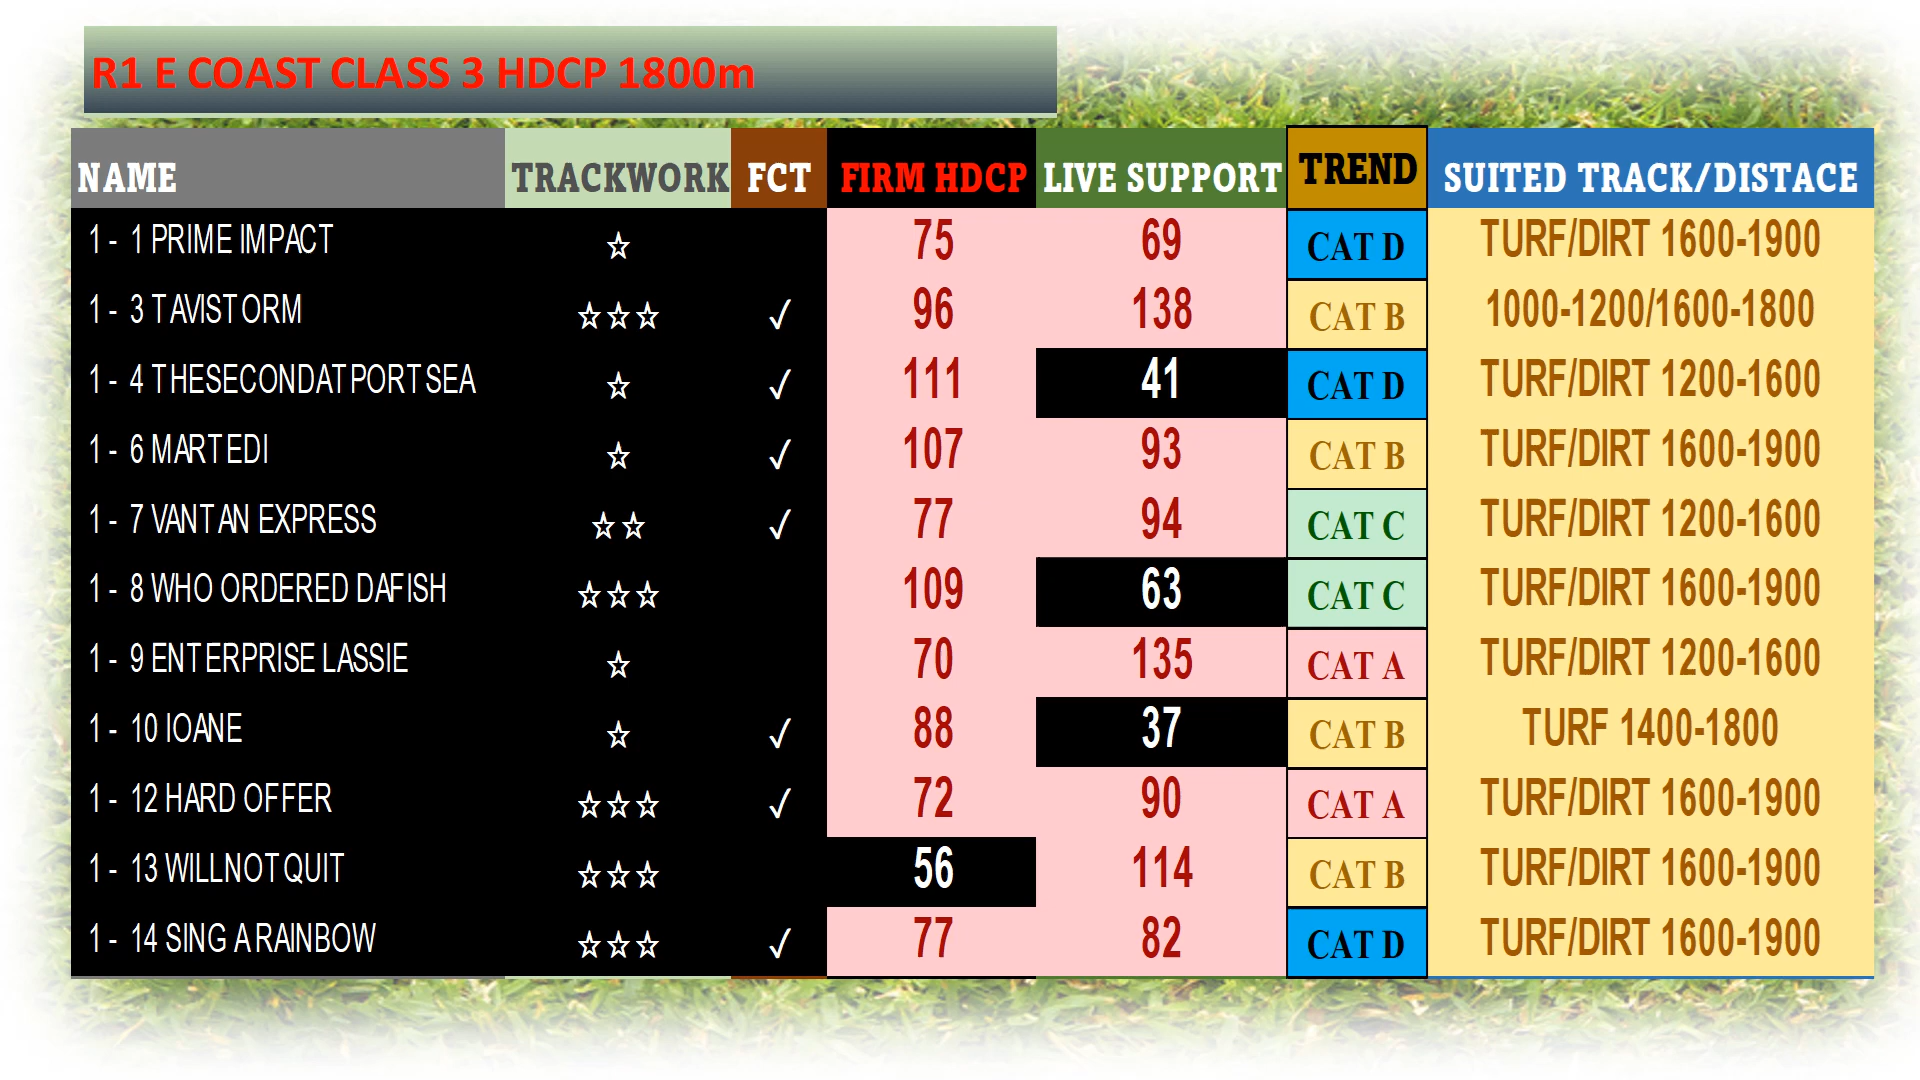 R1 E COAST CLASS 3 HDCP 1800m
NAME TRACKWORK FCT FIRM HDCP LIVE SUPPORT TREND SUITED TRACK/DISTACE
1 - 1 PRIME IMPACT ☆ 75 69 CAT D TURF/DIRT 1600-1900
1 - 3 TAVISTORM ☆☆☆ ✓ 96 138 CAT B 1000-1200/1600-1800
1 - 4 THESECONDATPORTSEA ☆ ✓ 111 41 CAT D TURF/DIRT 1200-1600
1 - 6 MARTEDI ☆ ✓ 107 93 CAT B TURF/DIRT 1600-1900
1 - 7 VANTAN EXPRESS ☆☆ ✓ 77 94 CAT C TURF/DIRT 1200-1600
1 - 8 WHO ORDERED DAFISH ☆☆☆ 109 63 CAT C TURF/DIRT 1600-1900
1 - 9 ENTERPRISE LASSIE ☆ 70 135 CAT A TURF/DIRT 1200-1600
1 - 10 IOANE ☆ ✓ 88 37 CAT B TURF 1400-1800
1 - 12 HARD OFFER ☆☆☆ ✓ 72 90 CAT A TURF/DIRT 1600-1900
1 - 13 WILLNOTQUIT ☆☆☆ 56 114 CAT B TURF/DIRT 1600-1900
1 - 14 SING A RAINBOW ☆☆☆ ✓ 77 82 CAT D TURF/DIRT 1600-1900